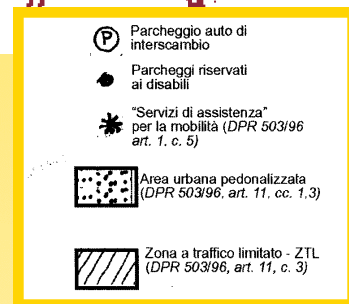 P
Parcheggio auto di
interscambio
Parcheggi riservati
ai disabili
"Servizi di assistenza"
per la mobilità (DPR 503/96
art. 1, c. 5)
Area urbana pedonalizzata
(DPR 503/96, art. 11, cc. 1,3)
Zona a traffico limitato - ZTL
(DPR 503/96, art. 11, c. 3)